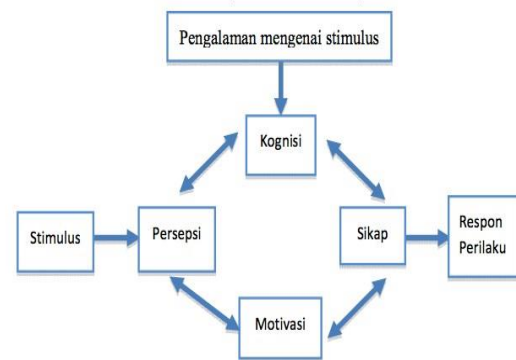 Pengalaman mengenai stimulus
Kognisi
Stimulus
Persepsi
Sikap
Respon
Perilaku
Motivasi